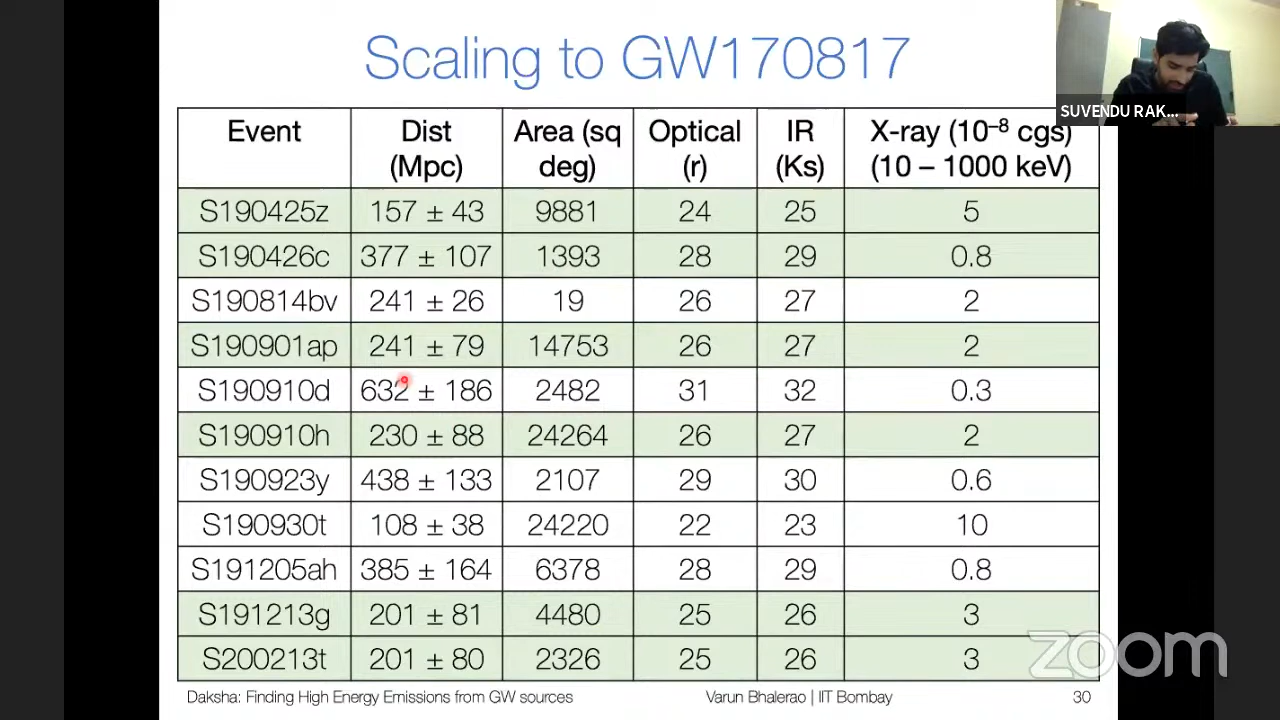 Scaling to GW170817
SUVENDU RAK...
Event Dist (Mpc) Area (sq deg) Optical (r) IR (Ks) X-ray (10⁻⁸ cgs) (10 – 1000 keV)
S190425z 157 ± 43 9881 24 25 5
S190426c 377 ± 107 1393 28 29 0.8
S190814bv 241 ± 26 19 26 27 2
S190901ap 241 ± 79 14753 26 27 2
S190910d 632 ± 186 2482 31 32 0.3
S190910h 230 ± 88 24264 26 27 2
S190923y 438 ± 133 2107 29 30 0.6
S190930t 108 ± 38 24220 22 23 10
S191205ah 385 ± 164 6378 28 29 0.8
S191213g 201 ± 81 4480 25 26 3
S200213t 201 ± 80 2326 25 26 3
zoom
Daksha: Finding High Energy Emissions from GW sources Varun Bhalerao | IIT Bombay 30